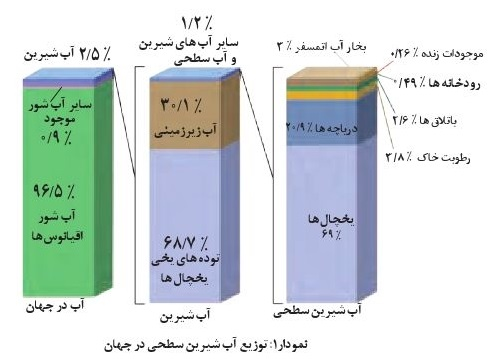 ۲/۵٪ آب شیرین
سایر آب شور
موجود
۰/۹٪
۹۶/۵٪
آب شور
اقیانوس‌ها
آب در جهان
۱/۲٪
سایر آب‌های شیرین
و آب سطحی
۳۰/۱٪
آب زیرزمینی
۶۸/۷٪
توده‌های یخی
یخچال‌ها
آب شیرین
بخار آب اتمسفر ۳٪
موجودات زنده ۰/۲۶٪
رودخانه‌ها ۰/۴۹٪
باتلاق‌ها ۲/۶٪
رطوبت خاک ۳/۸٪
دریاچه‌ها ۲۰/۹٪
یخچال‌ها
۶۹٪
آب شیرین سطحی
نمودار۱: توزیع آب شیرین سطحی در جهان